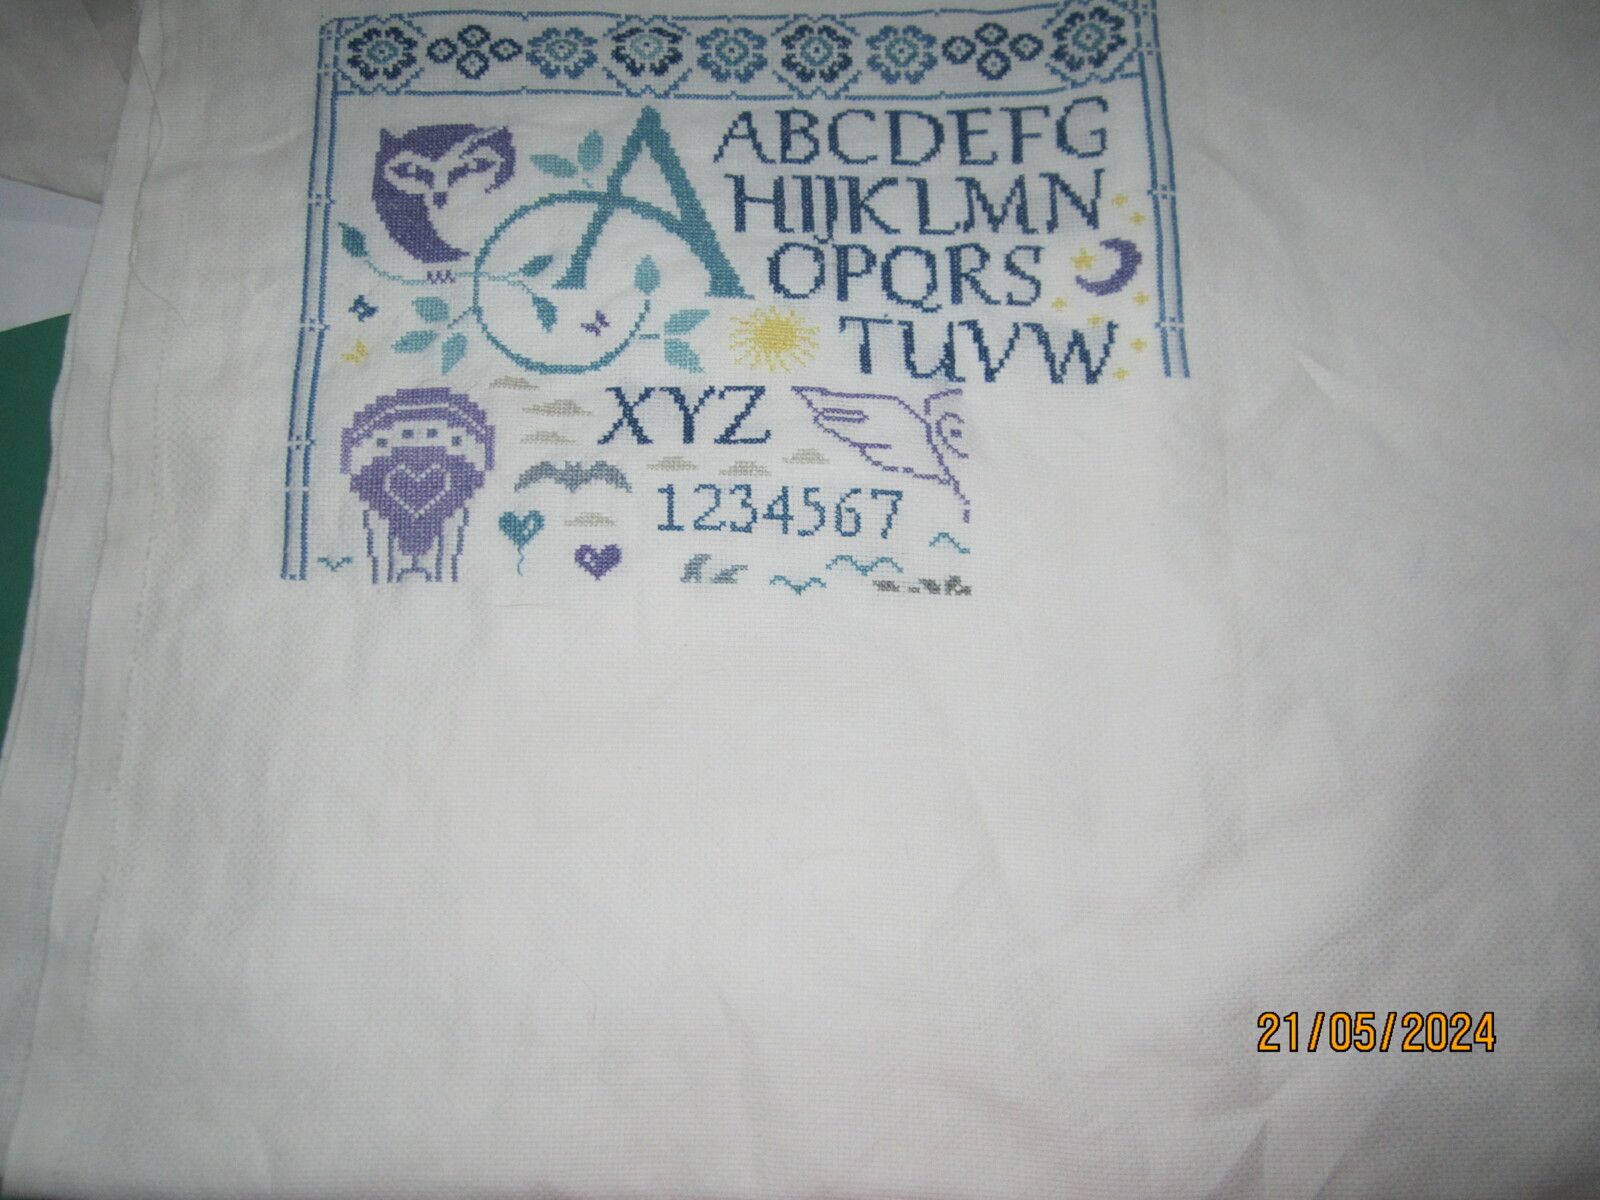 A
ABCDEFG
HIJKLMN
OPQRS
TUVW
XYZ
1234567
21/05/2024